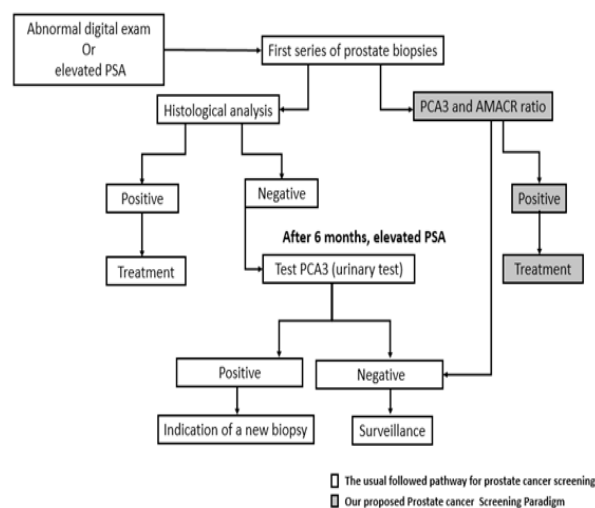 Abnormal digital exam
Or
elevated PSA
First series of prostate biopsies
Histological analysis
PCA3 and AMACR ratio
Positive
Negative
Positive
After 6 months, elevated PSA
Treatment
Test PCA3 (urinary test)
Treatment
Positive
Negative
Indication of a new biopsy
Surveillance
The usual followed pathway for prostate cancer screening
Our proposed Prostate cancer Screening Paradigm